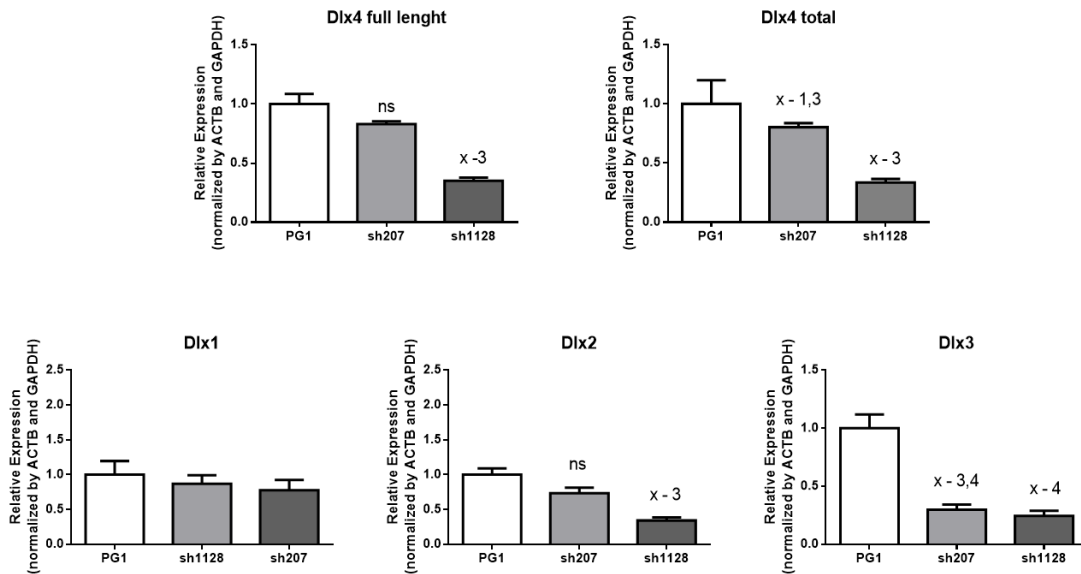 Dlx4 full lenght
Relative Expression
(normalized by ACTB and GAPDH)
1.5
1.0
0.5
0.0
ns
x -3
PG1 sh207 sh1128
Dlx4 total
Relative Expression
(normalized by ACTB and GAPDH)
1.5
1.0
0.5
0.0
x - 1,3
x - 3
PG1 sh207 sh1128
Dlx1
Relative Expression
(normalized by ACTB and GAPDH)
2.5
2.0
1.5
1.0
0.5
0.0
PG1 sh1128 sh207
Dlx2
Relative Expression
(normalized by ACTB and GAPDH)
2.5
2.0
1.5
1.0
0.5
0.0
ns
x - 3
PG1 sh207 sh1128
Dlx3
Relative Expression
(normalized by ACTB and GAPDH)
1.5
1.0
0.5
0.0
x - 3,4
x - 4
PG1 sh207 sh1128